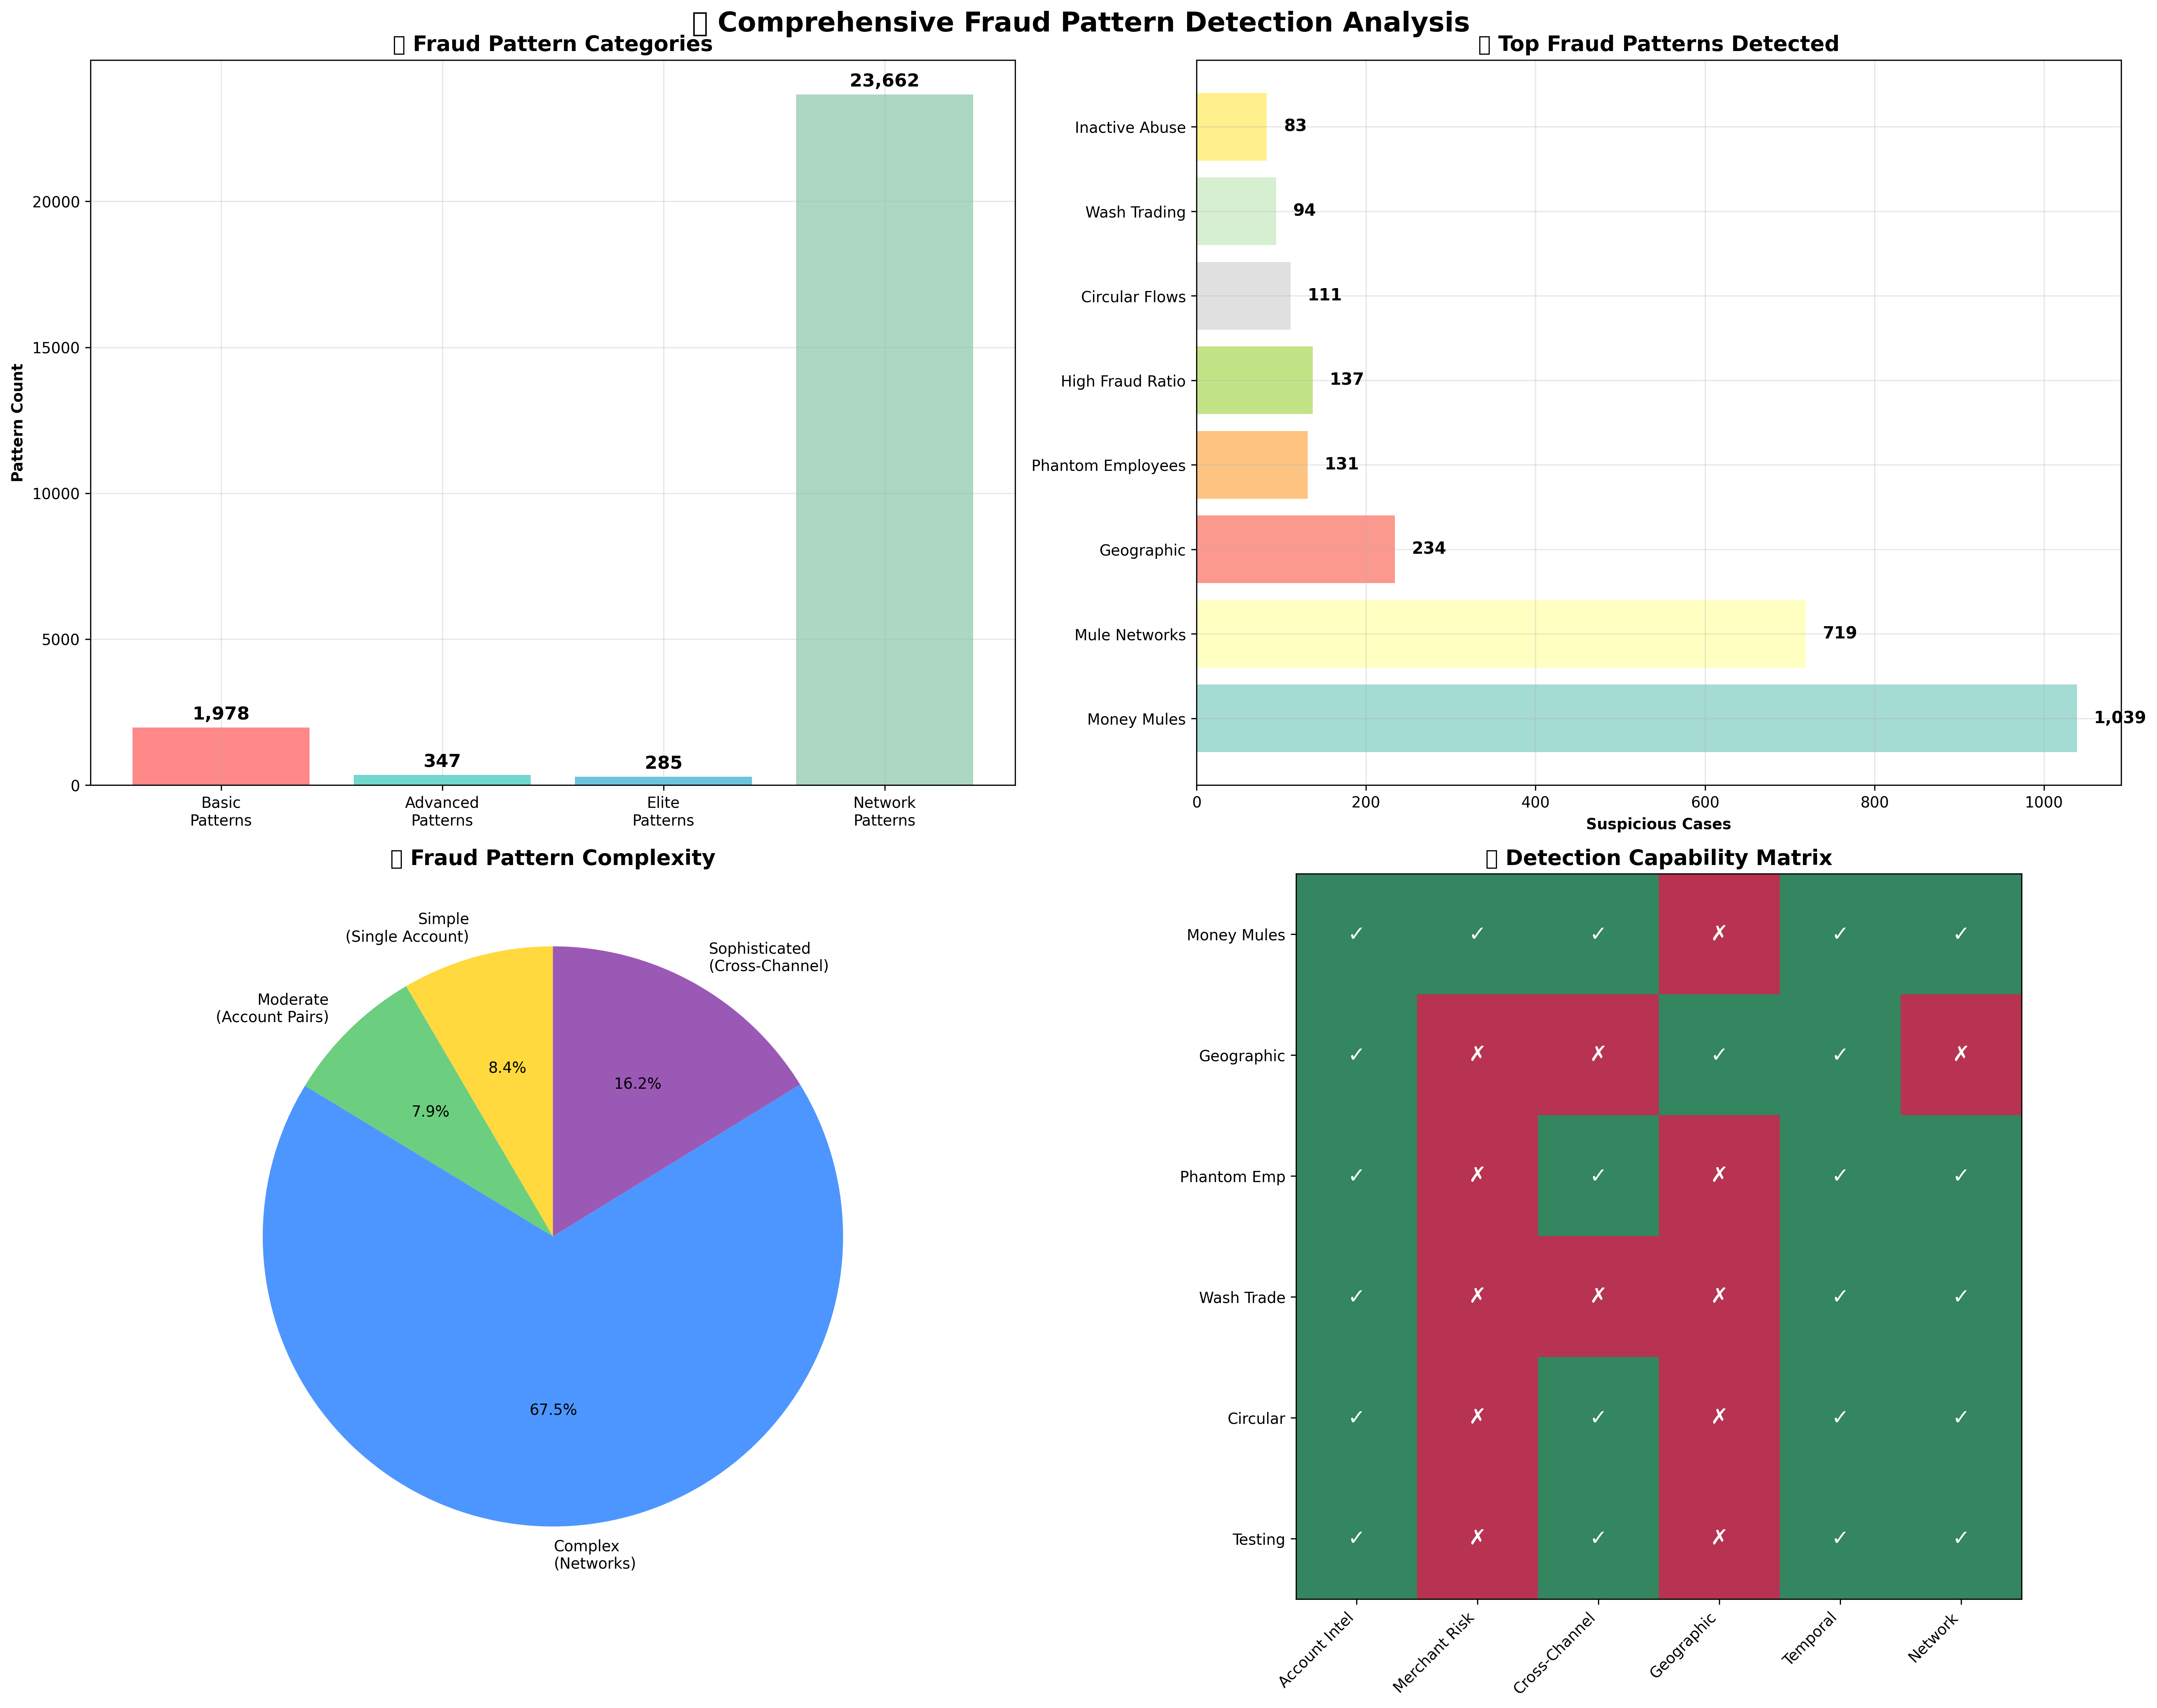 Comprehensive Fraud Pattern Detection Analysis
Fraud Pattern Categories
Pattern Count
20000
15000
10000
5000
0
1,978
347
285
23,662
Basic
Patterns
Advanced
Patterns
Elite
Patterns
Network
Patterns
Top Fraud Patterns Detected
Inactive Abuse
83
Wash Trading
94
Circular Flows
111
High Fraud Ratio
137
Phantom Employees
131
Geographic
234
Mule Networks
719
Money Mules
1,039
0
200
400
600
800
1000
Suspicious Cases
Fraud Pattern Complexity
Simple
(Single Account)
8.4%
Moderate
(Account Pairs)
7.9%
Complex
(Networks)
67.5%
Sophisticated
(Cross-Channel)
16.2%
Detection Capability Matrix
Money Mules ✓ ✓ ✓ ✗ ✓ ✓
Geographic ✓ ✗ ✗ ✓ ✓ ✗
Phantom Emp ✓ ✗ ✓ ✗ ✓ ✓
Wash Trade ✓ ✗ ✗ ✗ ✓ ✓
Circular ✓ ✗ ✓ ✗ ✓ ✓
Testing ✓ ✗ ✓ ✗ ✓ ✓
Account Intel
Merchant Risk
Cross-Channel
Geographic
Temporal
Network